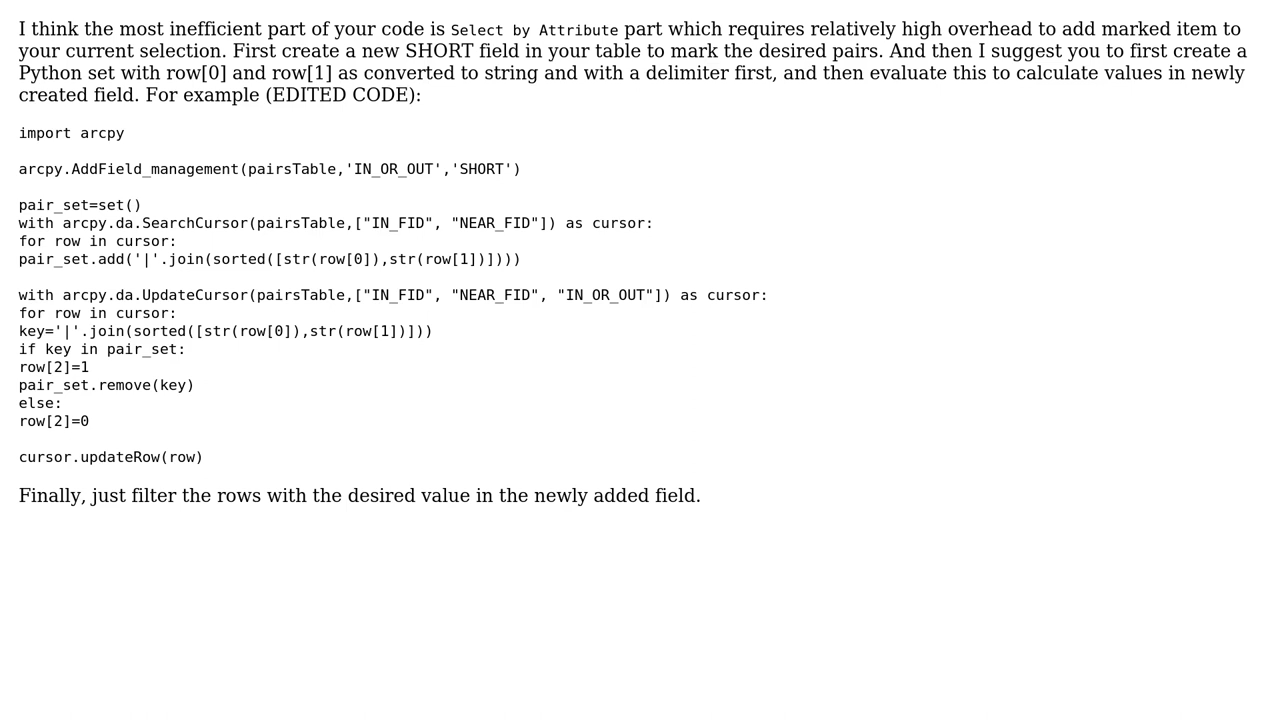 I think the most inefficient part of your code is Select by Attribute part which requires relatively high overhead to add marked item to
your current selection. First create a new SHORT field in your table to mark the desired pairs. And then I suggest you to first create a
Python set with row[0] and row[1] as converted to string and with a delimiter first, and then evaluate this to calculate values in newly
created field. For example (EDITED CODE):
import arcpy
arcpy.AddField_management(pairsTable,'IN_OR_OUT','SHORT')
pair_set=set()
with arcpy.da.SearchCursor(pairsTable,["IN_FID", "NEAR_FID"]) as cursor:
for row in cursor:
pair_set.add('|'.join(sorted([str(row[0]),str(row[1])])))
with arcpy.da.UpdateCursor(pairsTable,["IN_FID", "NEAR_FID", "IN_OR_OUT"]) as cursor:
for row in cursor:
key='|'.join(sorted([str(row[0]),str(row[1])]))
if key in pair_set:
row[2]=1
pair_set.remove(key)
else:
row[2]=0
cursor.updateRow(row)
Finally, just filter the rows with the desired value in the newly added field.